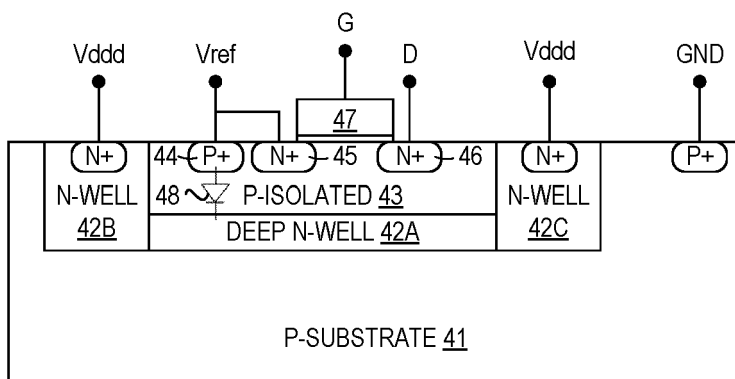 G
Vddd Vref D Vddd GND
47
N+ 44 P+ N+ 45 N+ 46 N+ P+
N-WELL 48 P-ISOLATED 43 N-WELL
42B DEEP N-WELL 42A 42C
P-SUBSTRATE 41